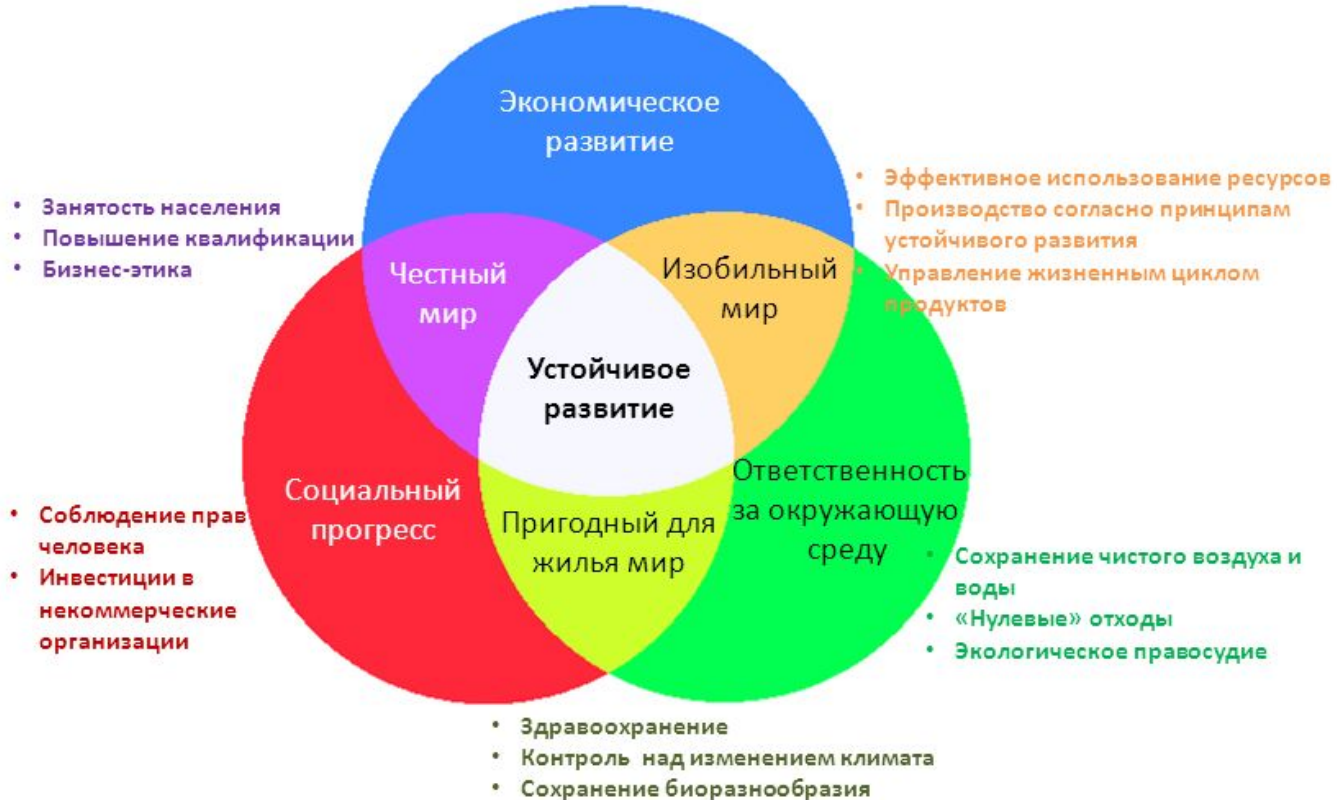 Экономическое
развитие
• Занятость населения
• Повышение квалификации
• Бизнес-этика
• Эффективное использование ресурсов
• Производство согласно принципам
устойчивого развития
• Управление жизненным циклом
продуктов
Честный
мир
Изобильный
мир
Устойчивое
развитие
Социальный
прогресс
Пригодный для
жилья мир
Ответственность
за окружающую
среду
• Соблюдение прав
человека
• Инвестиции в
некоммерческие
организации
• Сохранение чистого воздуха и
воды
• «Нулевые» отходы
• Экологическое правосудие
• Здравоохранение
• Контроль над изменением климата
• Сохранение биоразнообразия